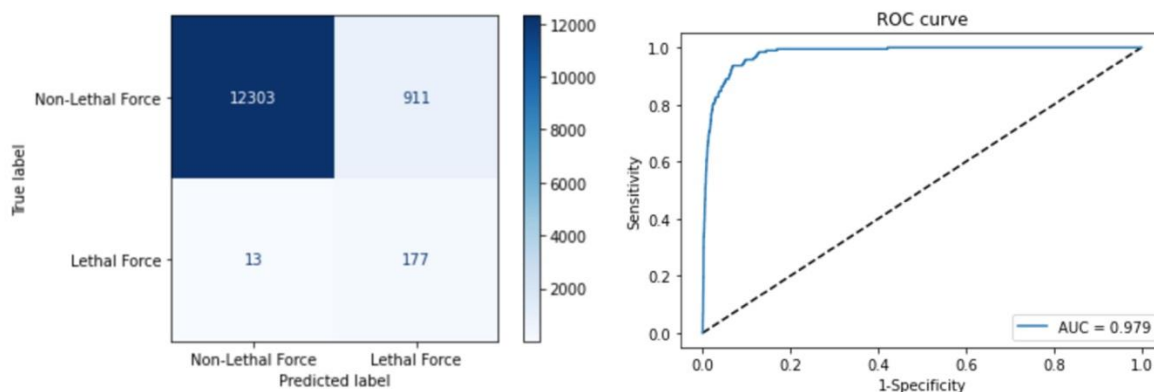 Non-Lethal Force
Lethal Force
True label
12303
911
13
177
Non-Lethal Force
Lethal Force
Predicted label
12000
10000
8000
6000
4000
2000
ROC curve
Sensitivity
1.0
0.8
0.6
0.4
0.2
0.0
AUC = 0.979
0.0
0.2
0.4
0.6
0.8
1.0
1-Specificity